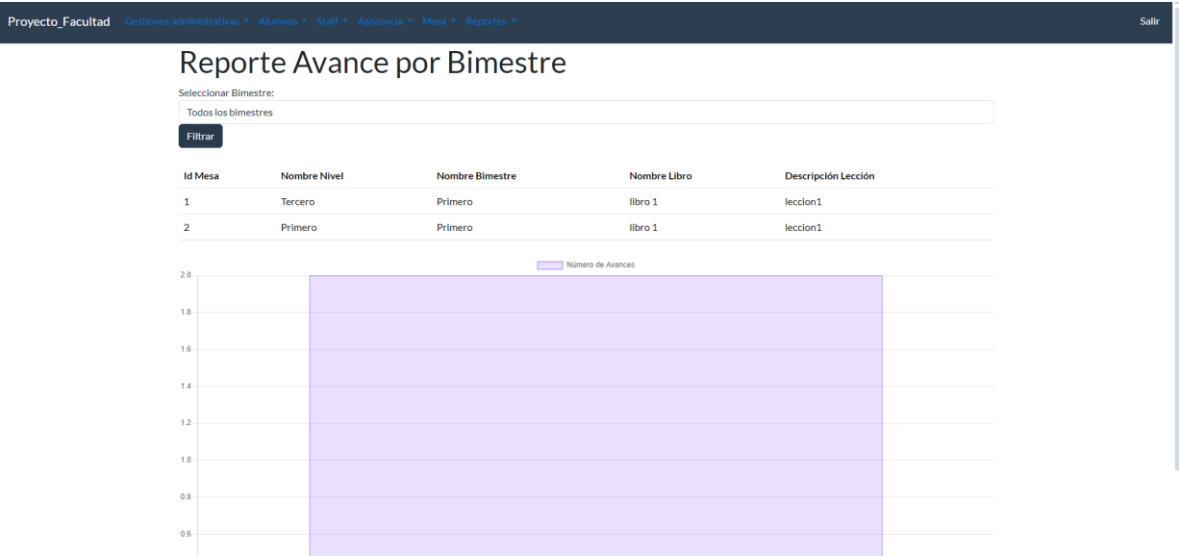 Proyecto_Facultad Gestiones administrativas Alumnos Staff Asistencia Mesa Reportes Salir
Reporte Avance por Bimestre
Seleccionar Bimestre:
Todos los bimestres
Filtrar
Id Mesa Nombre Nivel Nombre Bimestre Nombre Libro Descripción Lección
1 Tercero Primero libro 1 leccion1
2 Primero Primero libro 1 leccion1
Número de Avances
2.0
1.8
1.6
1.4
1.2
1.0
0.8
0.6